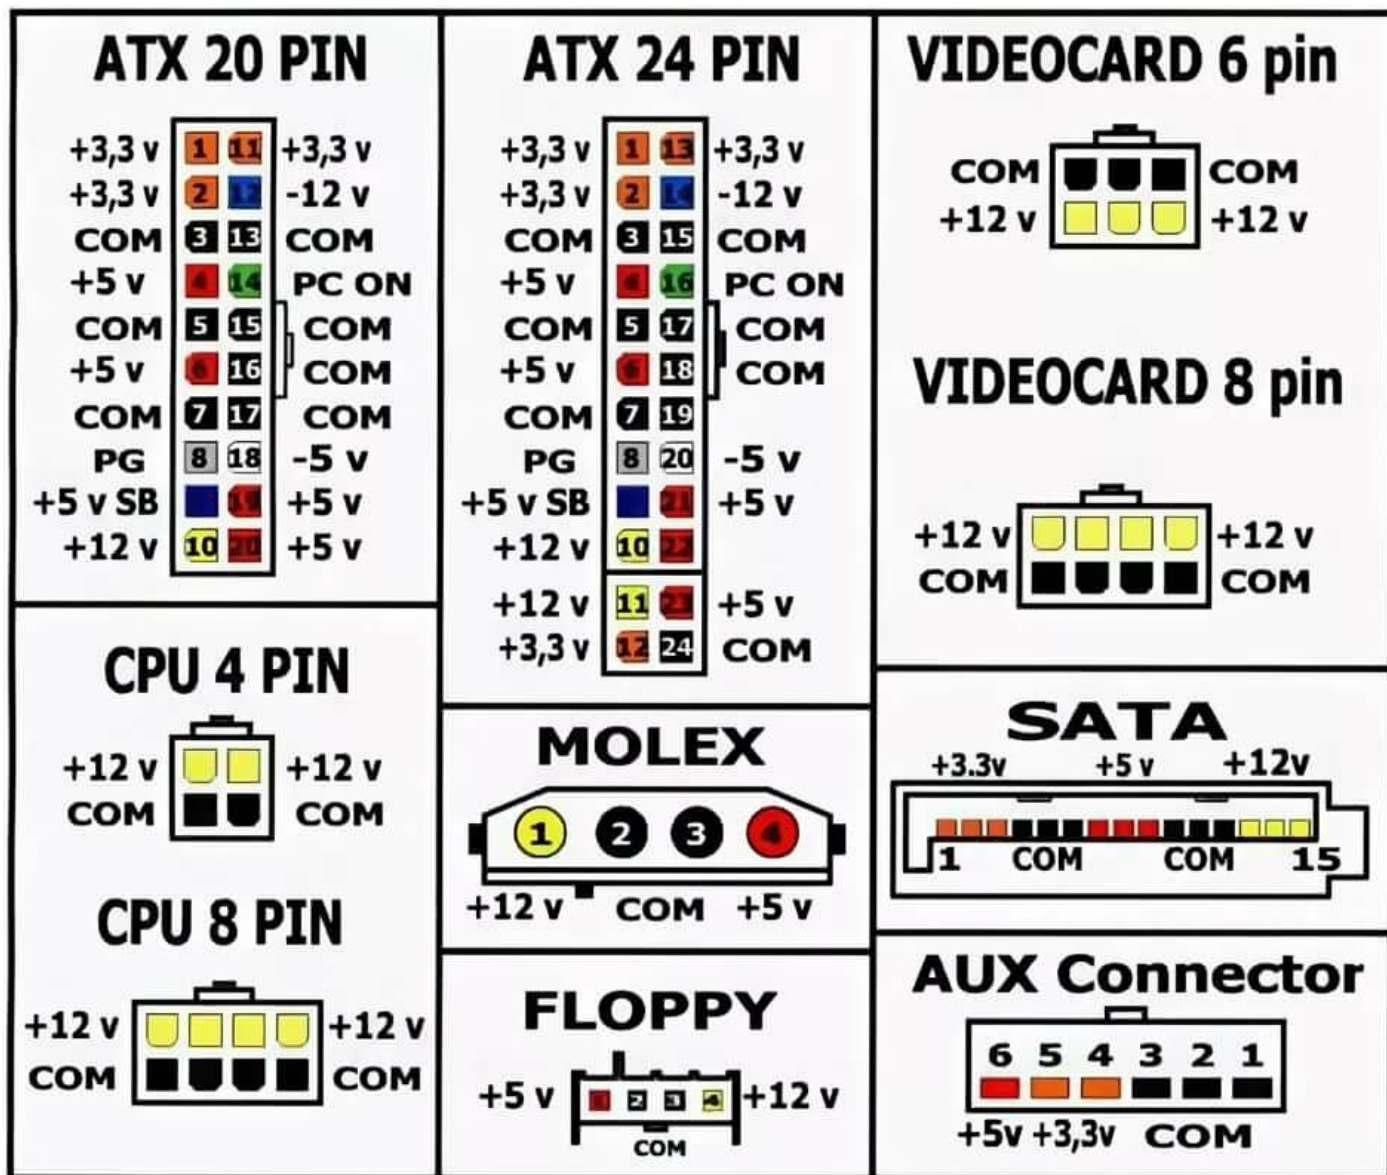 ATX 20 PIN
+3,3 v 1 11 +3,3 v
+3,3 v 2 12 -12 v
COM 3 13 COM
+5 v 4 14 PC ON
COM 5 15 COM
+5 v 6 16 COM
COM 7 17 COM
PG 8 18 -5 v
+5 v SB 19 +5 v
+12 v 10 20 +5 v
CPU 4 PIN
+12 v +12 v
COM COM
CPU 8 PIN
+12 v +12 v
COM COM
ATX 24 PIN
+3,3 v 1 13 +3,3 v
+3,3 v 2 14 -12 v
COM 3 15 COM
+5 v 4 16 PC ON
COM 5 17 COM
+5 v 6 18 COM
COM 7 19
PG 8 20 -5 v
+5 v SB 21 +5 v
+12 v 10 22
+12 v 11 23 +5 v
+3,3 v 12 24 COM
MOLEX
1 2 3 4
+12 v COM +5 v
FLOPPY
+5 v 1 2 3 4 +12 v
COM
VIDEOCARD 6 pin
COM COM
+12 v +12 v
VIDEOCARD 8 pin
+12 v +12 v
COM COM
SATA
+3.3v +5 v +12v
1 COM COM 15
AUX Connector
6 5 4 3 2 1
+5v +3,3v COM